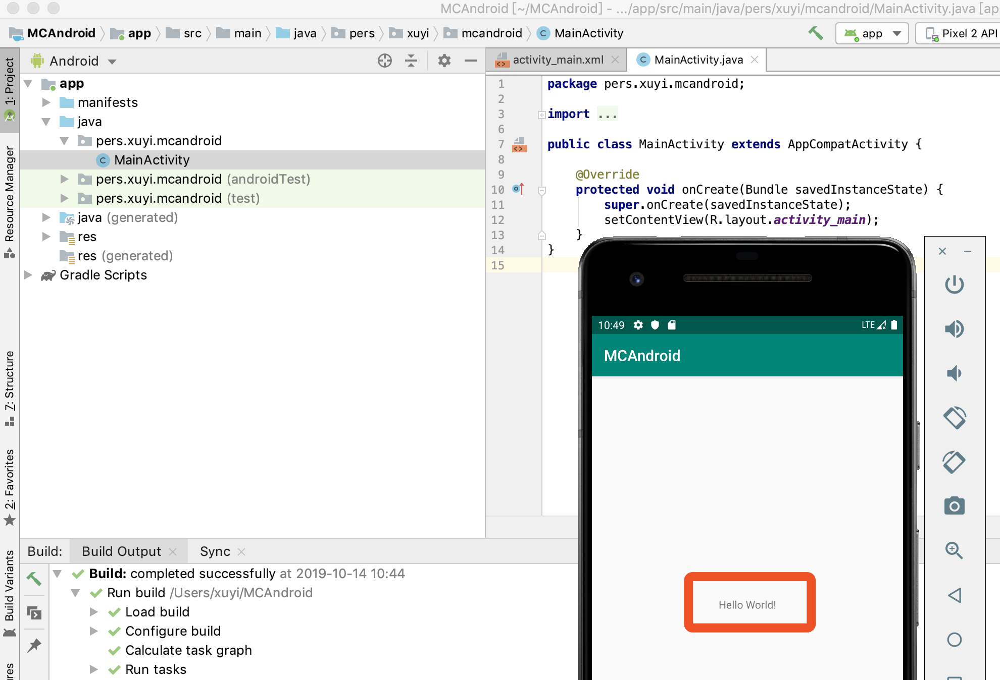 MCAndroid [~/MCAndroid] - .../app/src/main/java/pers/xuyi/mcandroid/MainActivity.java [ap
MCAndroid app src main java pers xuyi mcandroid C MainActivity
app Pixel 2 API
1: Project
Resource Manager
7: Structure
2: Favorites
Build Variants
Android
app
manifests
java
pers.xuyi.mcandroid
C MainActivity
pers.xuyi.mcandroid (androidTest)
pers.xuyi.mcandroid (test)
java (generated)
res
res (generated)
Gradle Scripts
activity_main.xml C MainActivity.java
1 package pers.xuyi.mcandroid;
2
3 import ...
6
7 public class MainActivity extends AppCompatActivity {
8
9 @Override
10 protected void onCreate(Bundle savedInstanceState) {
11 super.onCreate(savedInstanceState);
12 setContentView(R.layout.activity_main);
13 }
14 }
15
10:49 LTE
MCAndroid
Hello World!
Build: Build Output Sync
Build: completed successfully at 2019-10-14 10:44
Run build /Users/xuyi/MCAndroid
Load build
Configure build
Calculate task graph
Run tasks